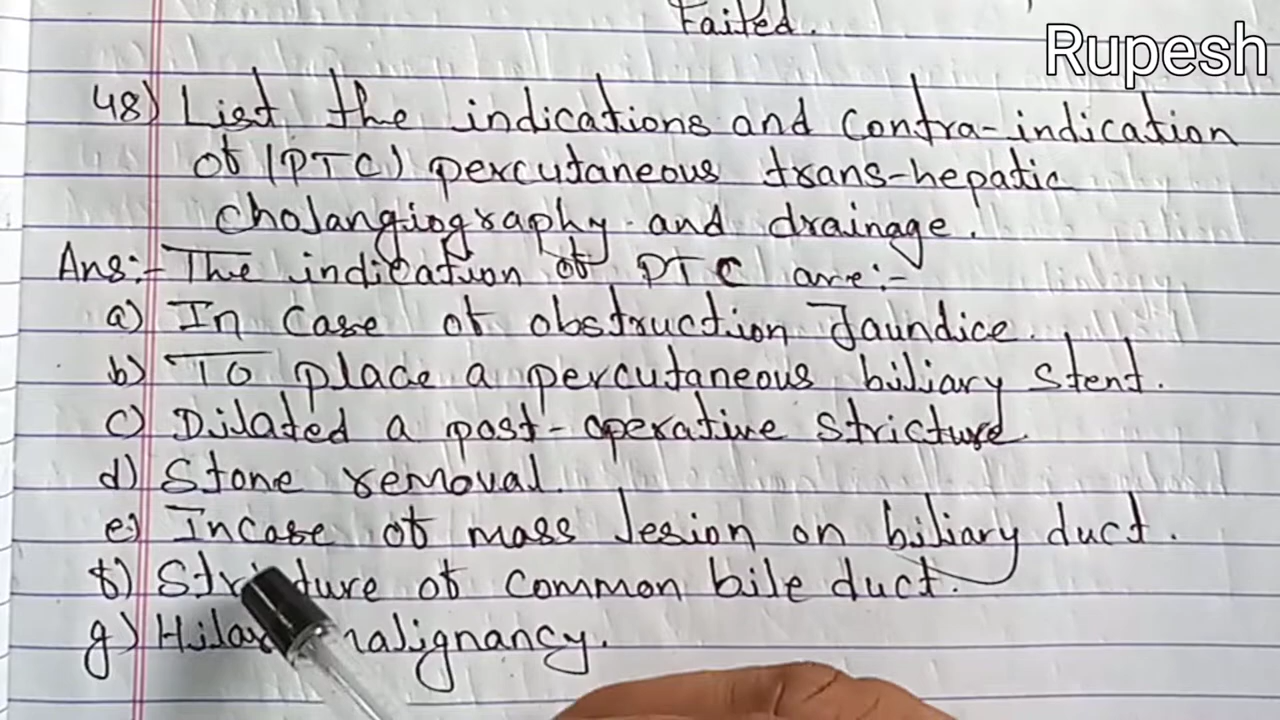 Failed.
Rupesh
48) List the indications and contra-indication
of (PTC) percutaneous trans-hepatic
cholangiography and drainage.
Ans:- The indication of PTC are:-
a) In case of obstruction Jaundice.
b) To place a percutaneous biliary stent.
c) Dilated a post-operative stricture
d) Stone removal.
e) Incase of mass lesion on biliary duct.
f) Stricture of common bile duct.
g) Hilar malignancy.